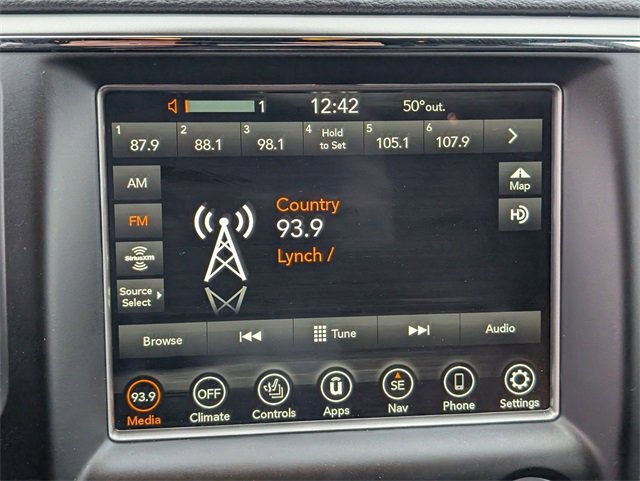 1 12:42 50°out.
1 87.9 2 88.1 3 98.1 4 Hold to Set 5 105.1 6 107.9
AM
Map
FM
Country
93.9
HD
SiriusXM
Lynch /
Source
Select
Browse Tune Audio
93.9 OFF u SE
Media Climate Controls Apps Nav Phone Settings